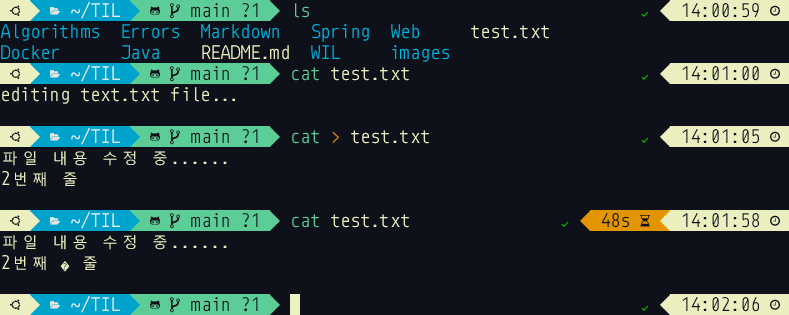 ~/TIL main ?1 ls 14:00:59
Algorithms Errors Markdown Spring Web test.txt
Docker Java README.md WIL images
~/TIL main ?1 cat test.txt 14:01:00
editing text.txt file...
~/TIL main ?1 cat > test.txt 14:01:05
파일 내용 수정 중......
2번째 줄
~/TIL main ?1 cat test.txt 48s 14:01:58
파일 내용 수정 중......
2번째 � 줄
~/TIL main ?1 14:02:06